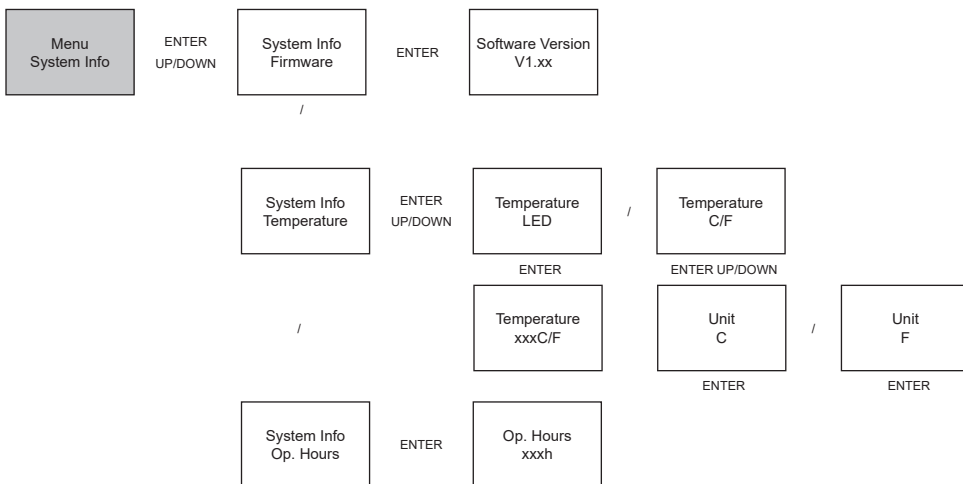 Menu
System Info
ENTER
UP/DOWN
System Info
Firmware
ENTER
Software Version
V1.xx
/
System Info
Temperature
ENTER
UP/DOWN
Temperature
LED
/
Temperature
C/F
ENTER
ENTER UP/DOWN
/
Temperature
xxxC/F
Unit
C
/
Unit
F
ENTER
ENTER
System Info
Op. Hours
ENTER
Op. Hours
xxxh